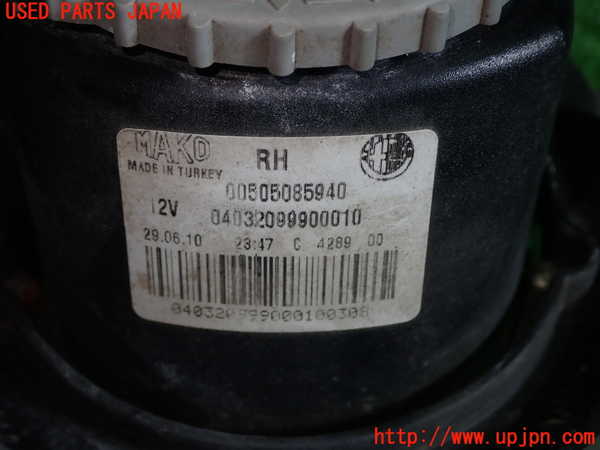 USED PARTS JAPAN
MAKO
MADE IN TURKEY
RH
00505085940
12V
04032099900010
29.06.10 23:47 C 4289 00
040320999000100308
http://www.upjpn.com/